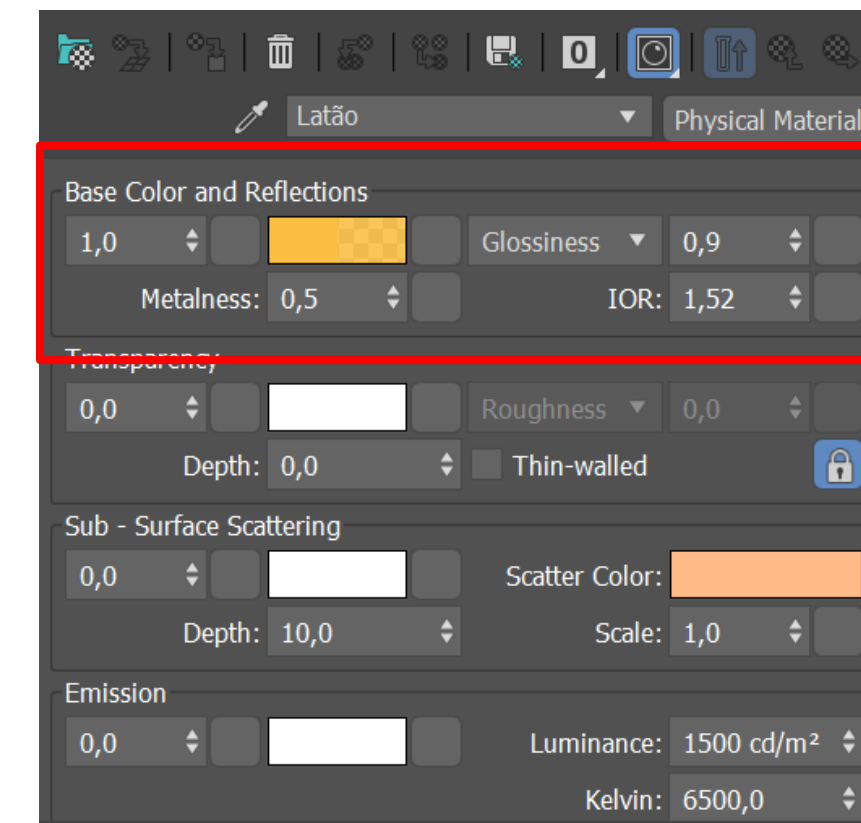 0
Latão Physical Material
Base Color and Reflections
1,0 Glossiness 0,9
Metalness: 0,5 IOR: 1,52
Transparency
0,0 Roughness 0,0
Depth: 0,0 Thin-walled
Sub - Surface Scattering
0,0 Scatter Color:
Depth: 10,0 Scale: 1,0
Emission
0,0 Luminance: 1500 cd/m²
Kelvin: 6500,0